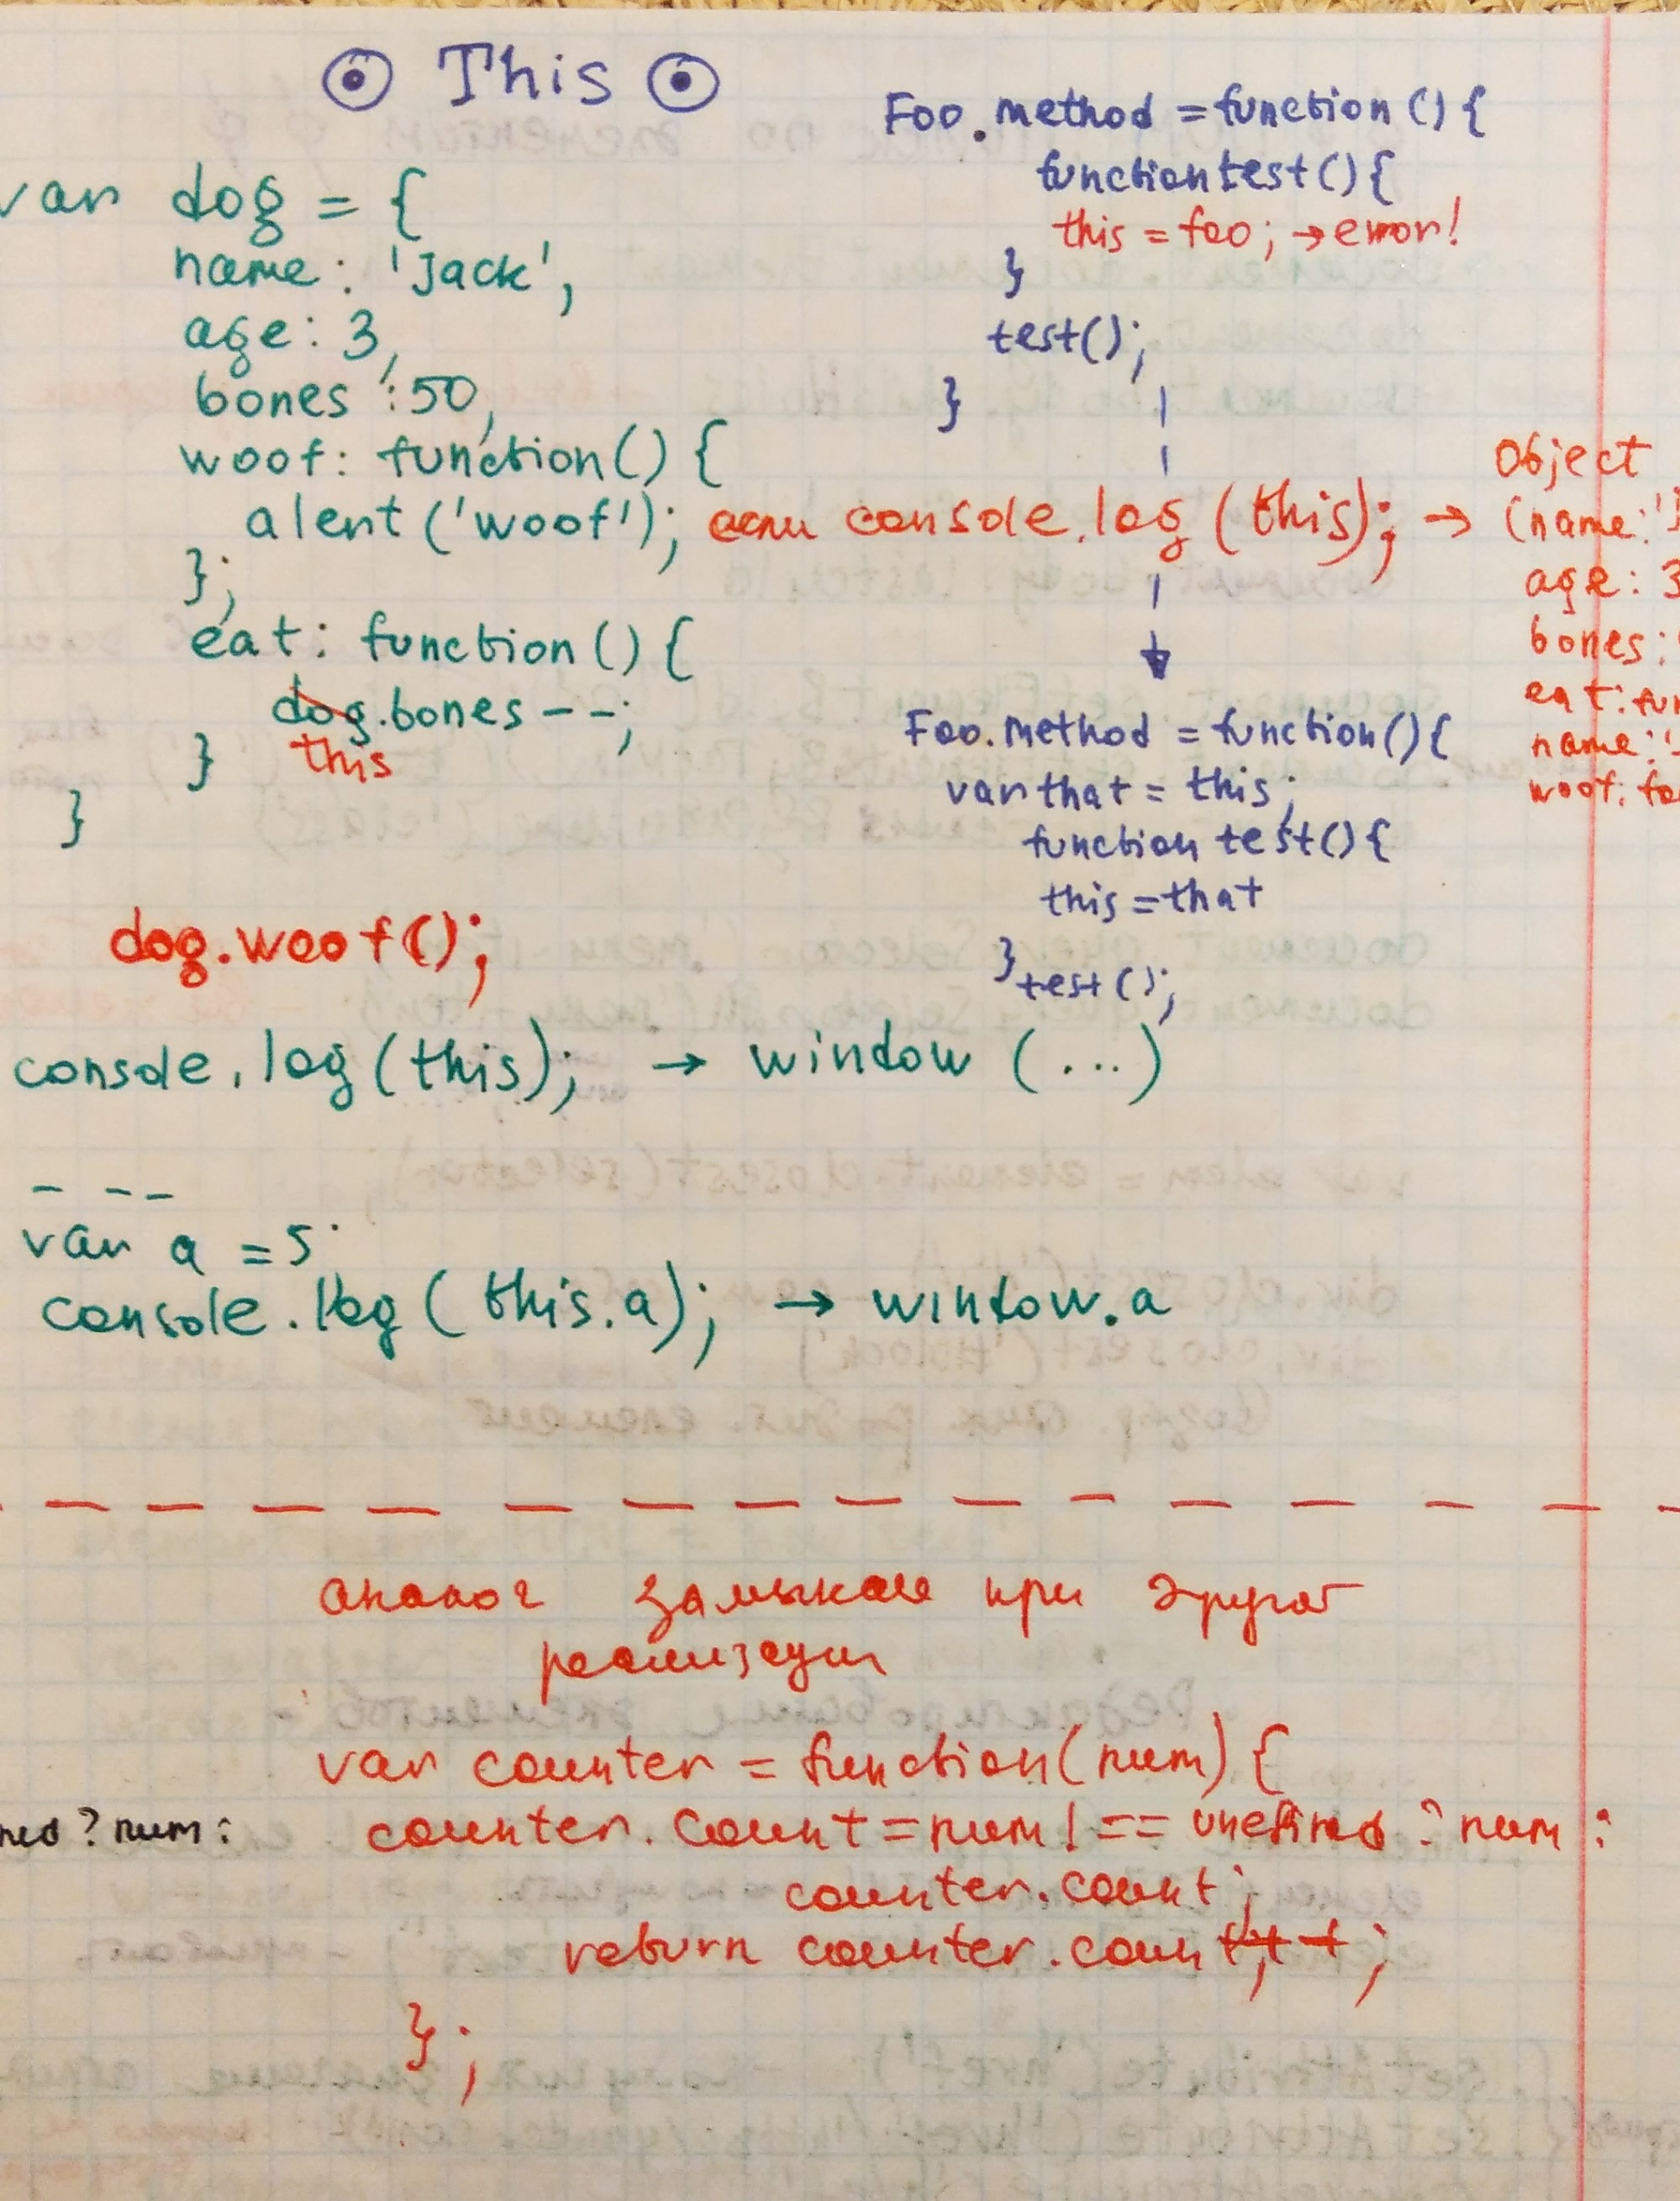 This
var dog = {
name: 'Jack',
age: 3,
bones : 50,
woof: function() {
alert ('woof'); если console.log (this); →
};
eat: function() {
dog.bones--;
} this
}
dog.woof();
console.log(this); → window (...)
var a = 5
console.log( this.a); → window.a
Foo.method = function () {
function test() {
this = foo; → error!
}
test();
}
Foo.method = function() {
var that = this;
function test() {
this = that
} test();
Object
(name: 'J
age: 3
bones:
eat: fun
name: '
woof: fu
аналог замыкания при другой
реализации
var counter = function(num) {
counter.count = num !== unefined ? num :
counter.count;
return counter.count++;
};
ned ? num: